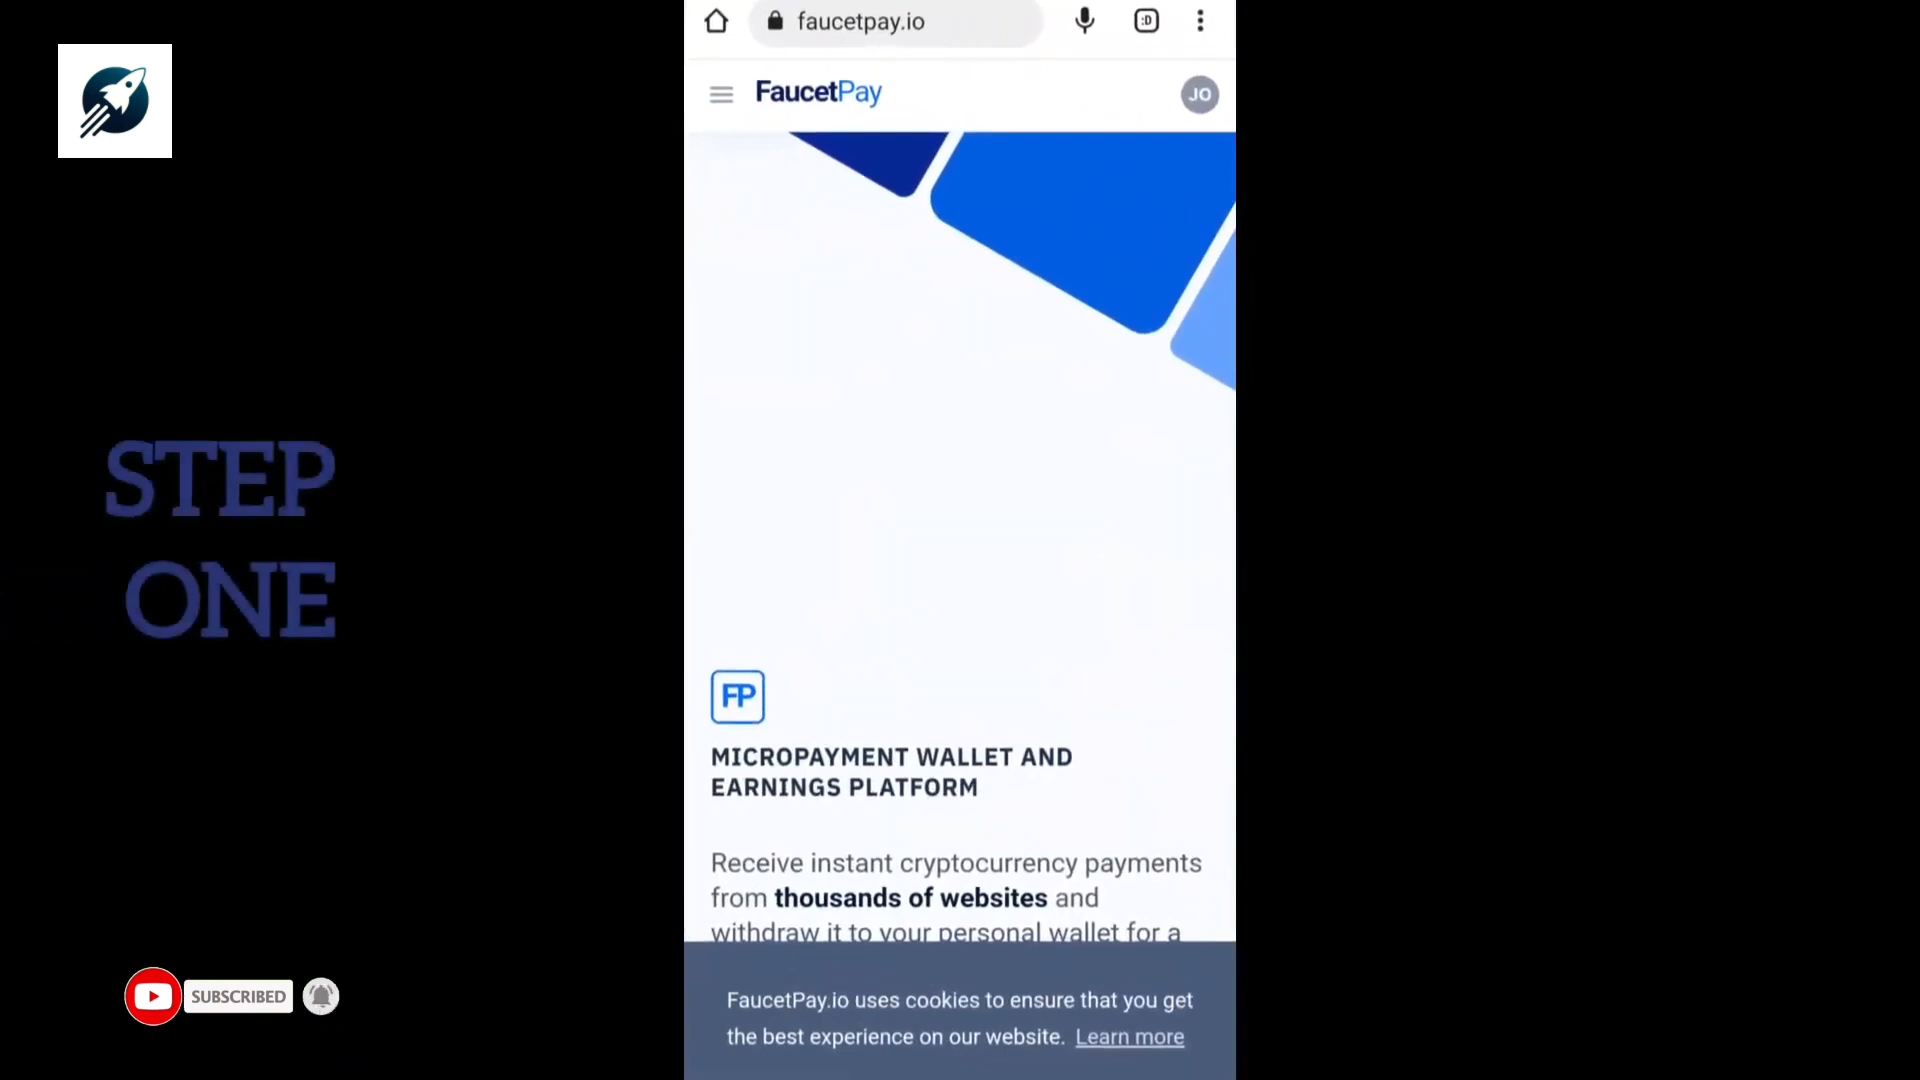 faucetpay.io
:D
FaucetPay
JO
STEP
ONE
FP
MICROPAYMENT WALLET AND
EARNINGS PLATFORM
Receive instant cryptocurrency payments
from thousands of websites and
withdraw it to your personal wallet for a
FaucetPay.io uses cookies to ensure that you get
the best experience on our website. Learn more
SUBSCRIBED